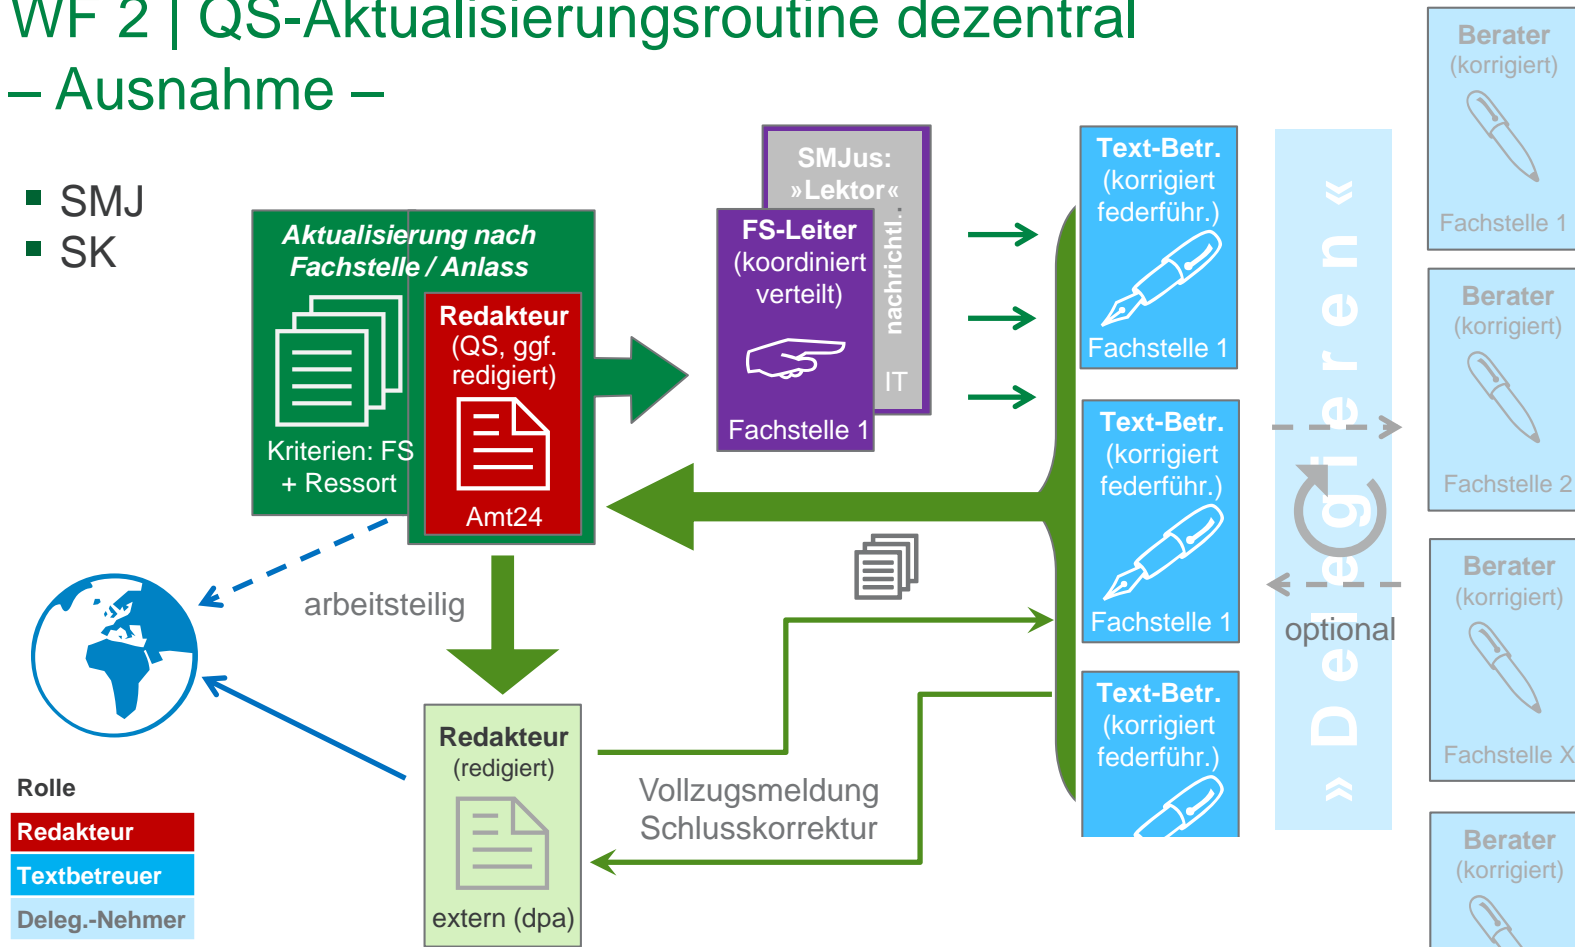 WF 2 | QS-Aktualisierungsroutine dezentral
– Ausnahme –
SMJ
SK
Aktualisierung nach
Fachstelle / Anlass
Kriterien: FS
+ Ressort
Redakteur
(QS, ggf.
redigiert)
Amt24
SMJus:
»Lektor«
nachrichtl..
IT
FS-Leiter
(koordiniert
verteilt)
Fachstelle 1
Text-Betr.
(korrigiert
federführ.)
Fachstelle 1
Text-Betr.
(korrigiert
federführ.)
Fachstelle 1
Text-Betr.
(korrigiert
federführ.)
» Delegieren «
optional
Berater
(korrigiert)
Fachstelle 1
Berater
(korrigiert)
Fachstelle 2
Berater
(korrigiert)
Fachstelle X
Berater
(korrigiert)
arbeitsteilig
Redakteur
(redigiert)
extern (dpa)
Vollzugsmeldung
Schlusskorrektur
Rolle
Redakteur
Textbetreuer
Deleg.-Nehmer